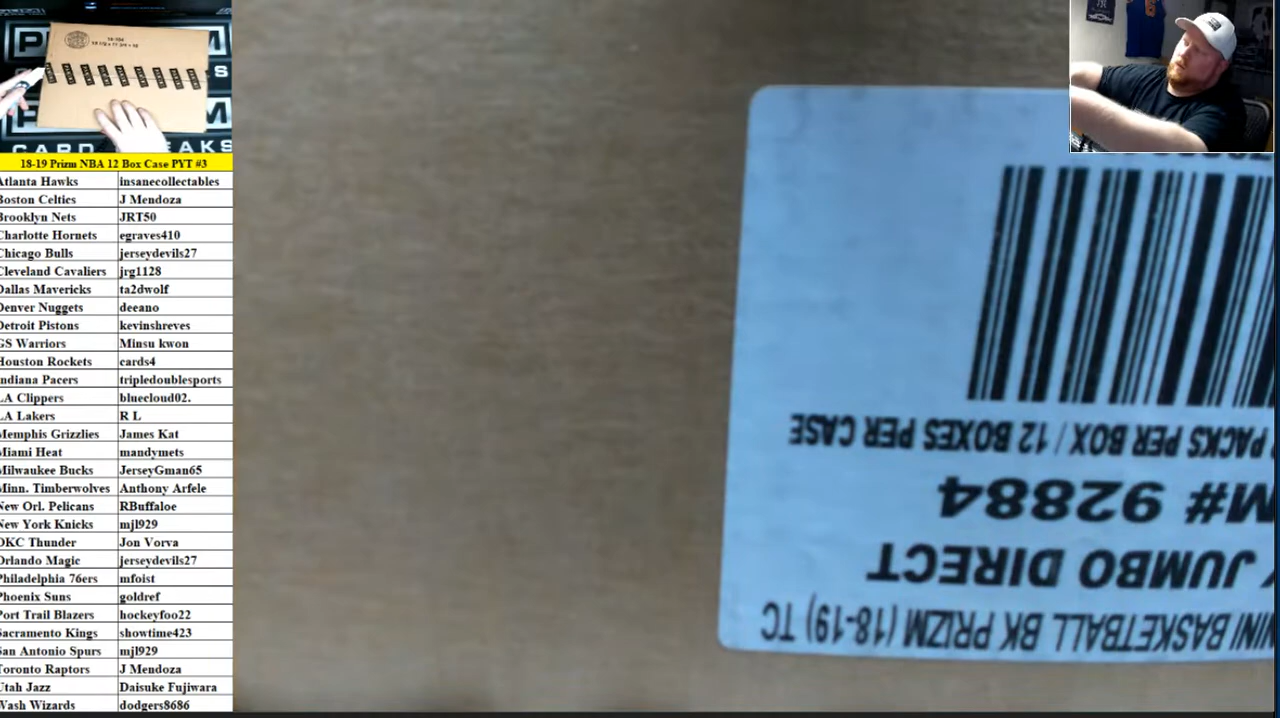 18-19 Prizm NBA 12 Box Case PYT #3
Atlanta Hawks insanecollectables
Boston Celtics J Mendoza
Brooklyn Nets JRT50
Charlotte Hornets egraves410
Chicago Bulls jerseydevils27
Cleveland Cavaliers jrg1128
Dallas Mavericks ta2dwolf
Denver Nuggets deeano
Detroit Pistons kevinshreves
GS Warriors Minsu kwon
Houston Rockets cards4
Indiana Pacers tripledoublesports
LA Clippers bluecloud02.
LA Lakers R L
Memphis Grizzlies James Kat
Miami Heat mandymets
Milwaukee Bucks JerseyGman65
Minn. Timberwolves Anthony Arfele
New Orl. Pelicans RBuffaloe
New York Knicks mjl929
OKC Thunder Jon Vorva
Orlando Magic jerseydevils27
Philadelphia 76ers mfoist
Phoenix Suns goldref
Port Trail Blazers hockeyfoo22
Sacramento Kings showtime423
San Antonio Spurs mjl929
Toronto Raptors J Mendoza
Utah Jazz Daisuke Fujiwara
Wash Wizards dodgers8686
NINI BASKETBALL BK PRIZM (18-19) TC
JUMBO DIRECT
M# 92884
PACKS PER BOX / 12 BOXES PER CASE